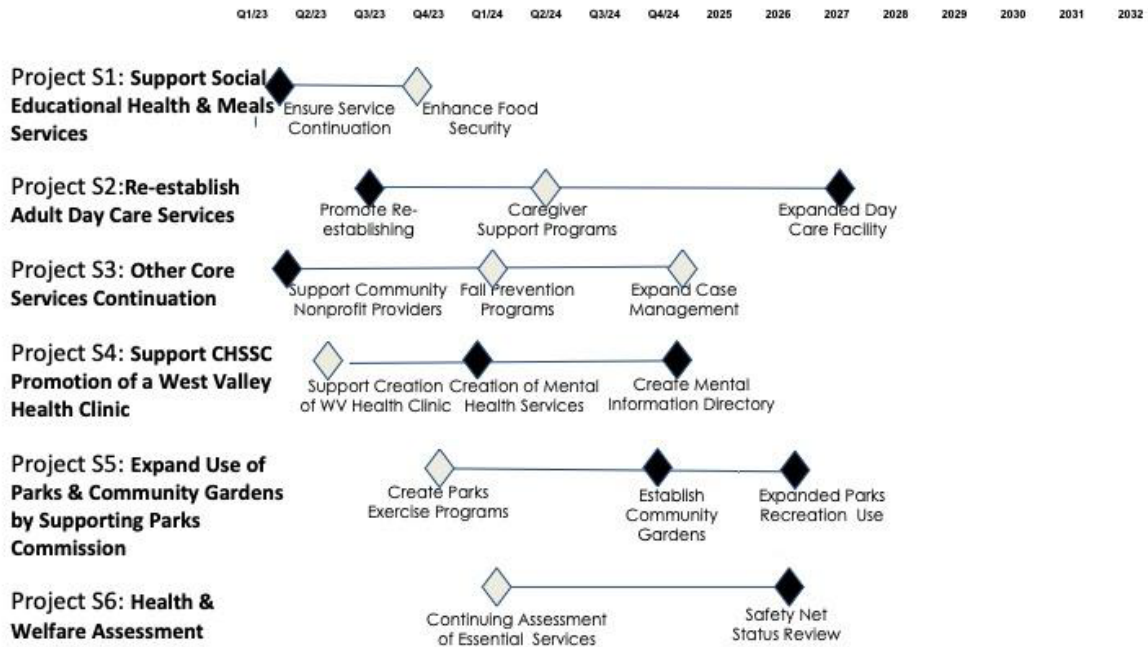 Q1/23 Q2/23 Q3/23 Q4/23 Q1/24 Q2/24 Q3/24 Q4/24 2025 2026 2027 2028 2029 2030 2031 2032
Project S1: Support Social
Educational Health & Meals
Services
Ensure Service
Continuation
Enhance Food
Security
Project S2:Re-establish
Adult Day Care Services
Promote Re-
establishing
Caregiver
Support Programs
Expanded Day
Care Facility
Project S3: Other Core
Services Continuation
Support Community
Nonprofit Providers
Fall Prevention
Programs
Expand Case
Management
Project S4: Support CHSSC
Promotion of a West Valley
Health Clinic
Support Creation
of WV Health Clinic
Creation of Mental
Health Services
Create Mental
Information Directory
Project S5: Expand Use of
Parks & Community Gardens
by Supporting Parks
Commission
Create Parks
Exercise Programs
Establish
Community
Gardens
Expanded Parks
Recreation Use
Project S6: Health &
Welfare Assessment
Continuing Assessment
of Essential Services
Safety Net
Status Review